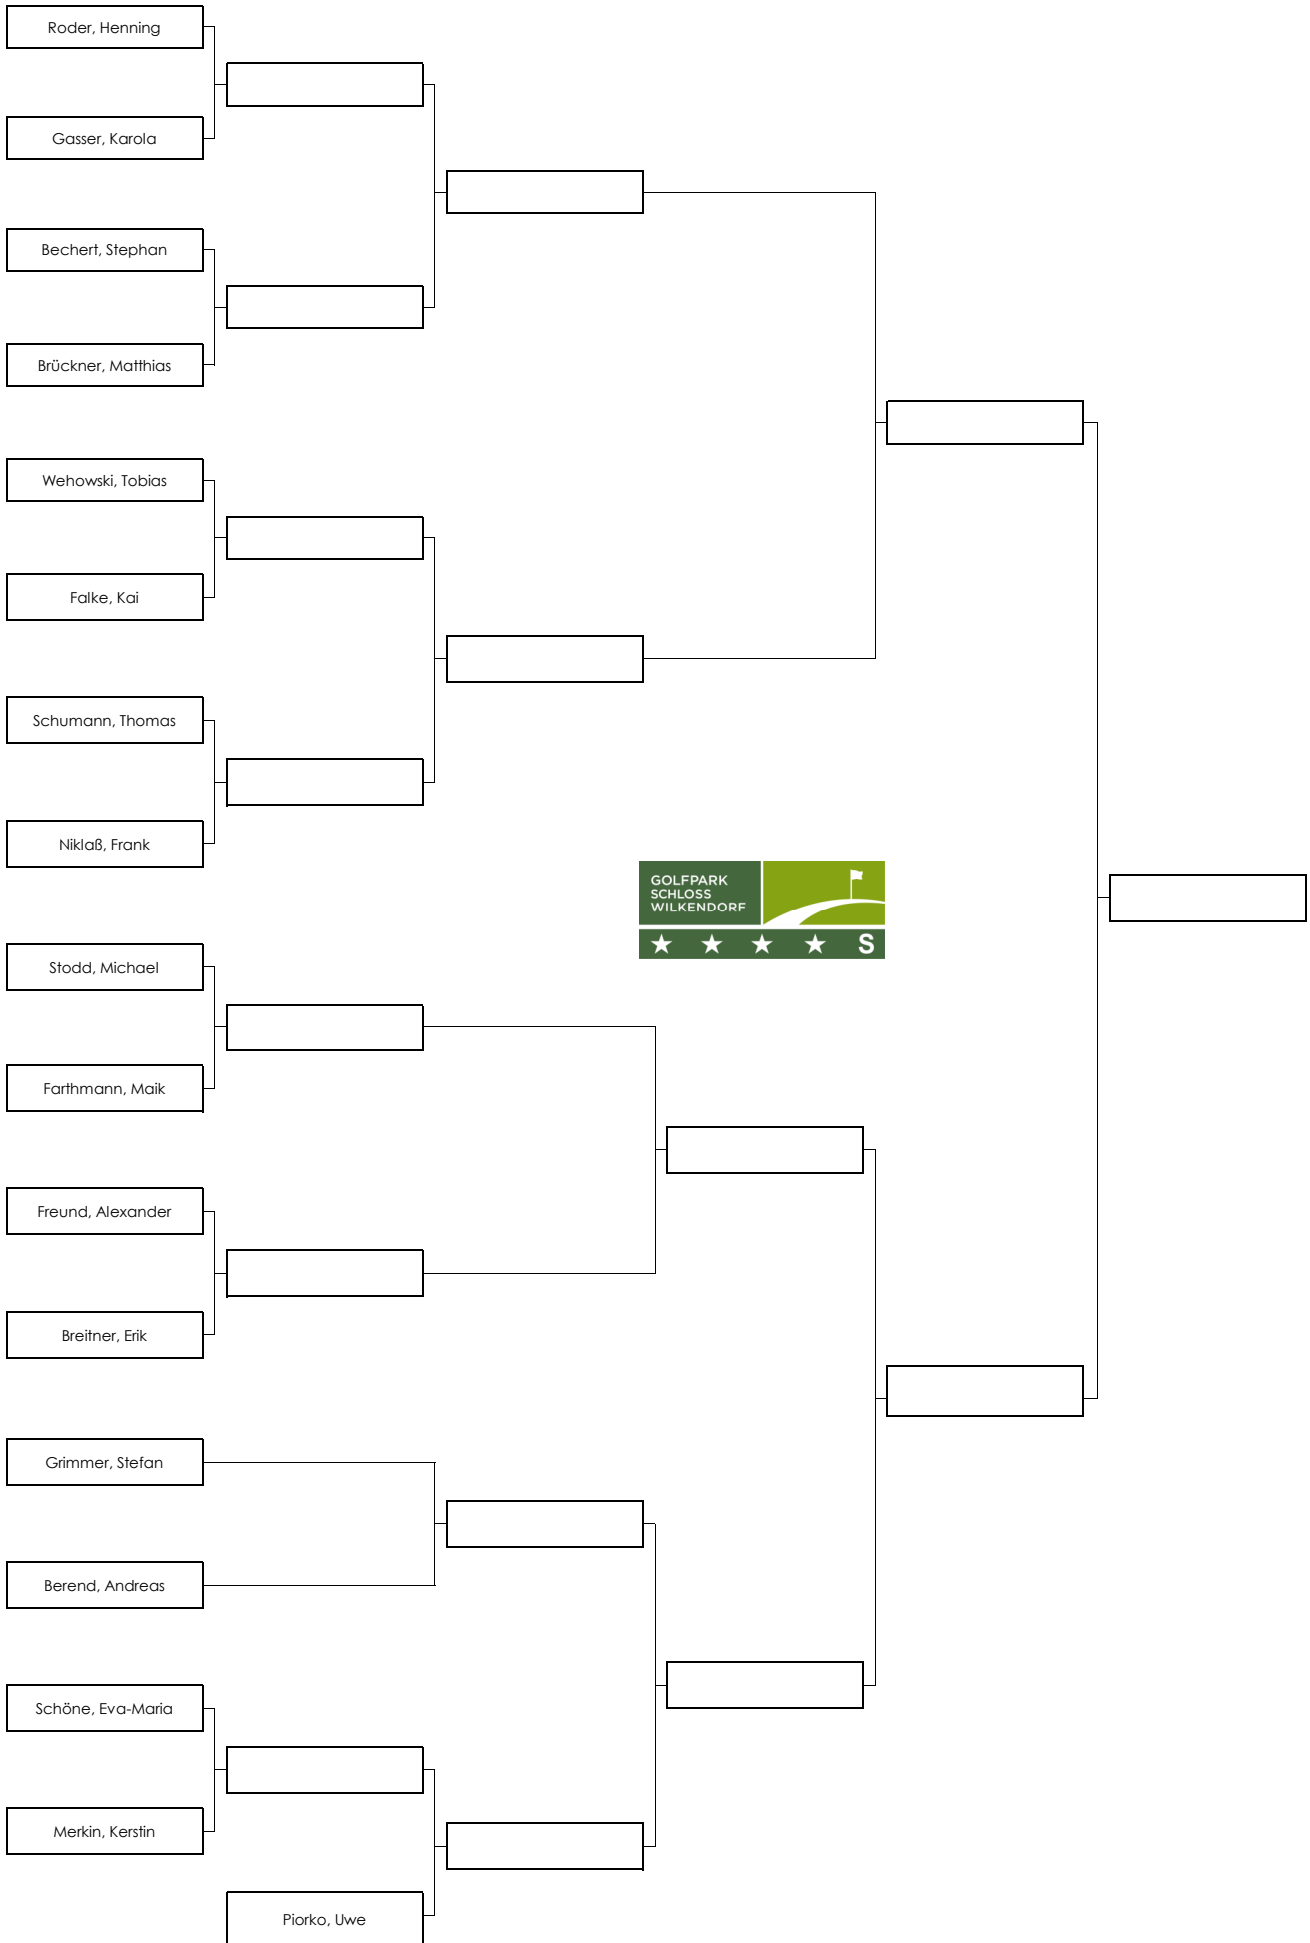 Roder, Henning
Gasser, Karola
Bechert, Stephan
Brückner, Matthias
Wehowski, Tobias
Falke, Kai
Schumann, Thomas
Niklaß, Frank
GOLFPARK
SCHLOSS
WILKENDORF
★ ★ ★ ★ S
Stodd, Michael
Farthmann, Maik
Freund, Alexander
Breitner, Erik
Grimmer, Stefan
Berend, Andreas
Schöne, Eva-Maria
Merkin, Kerstin
Piorko, Uwe